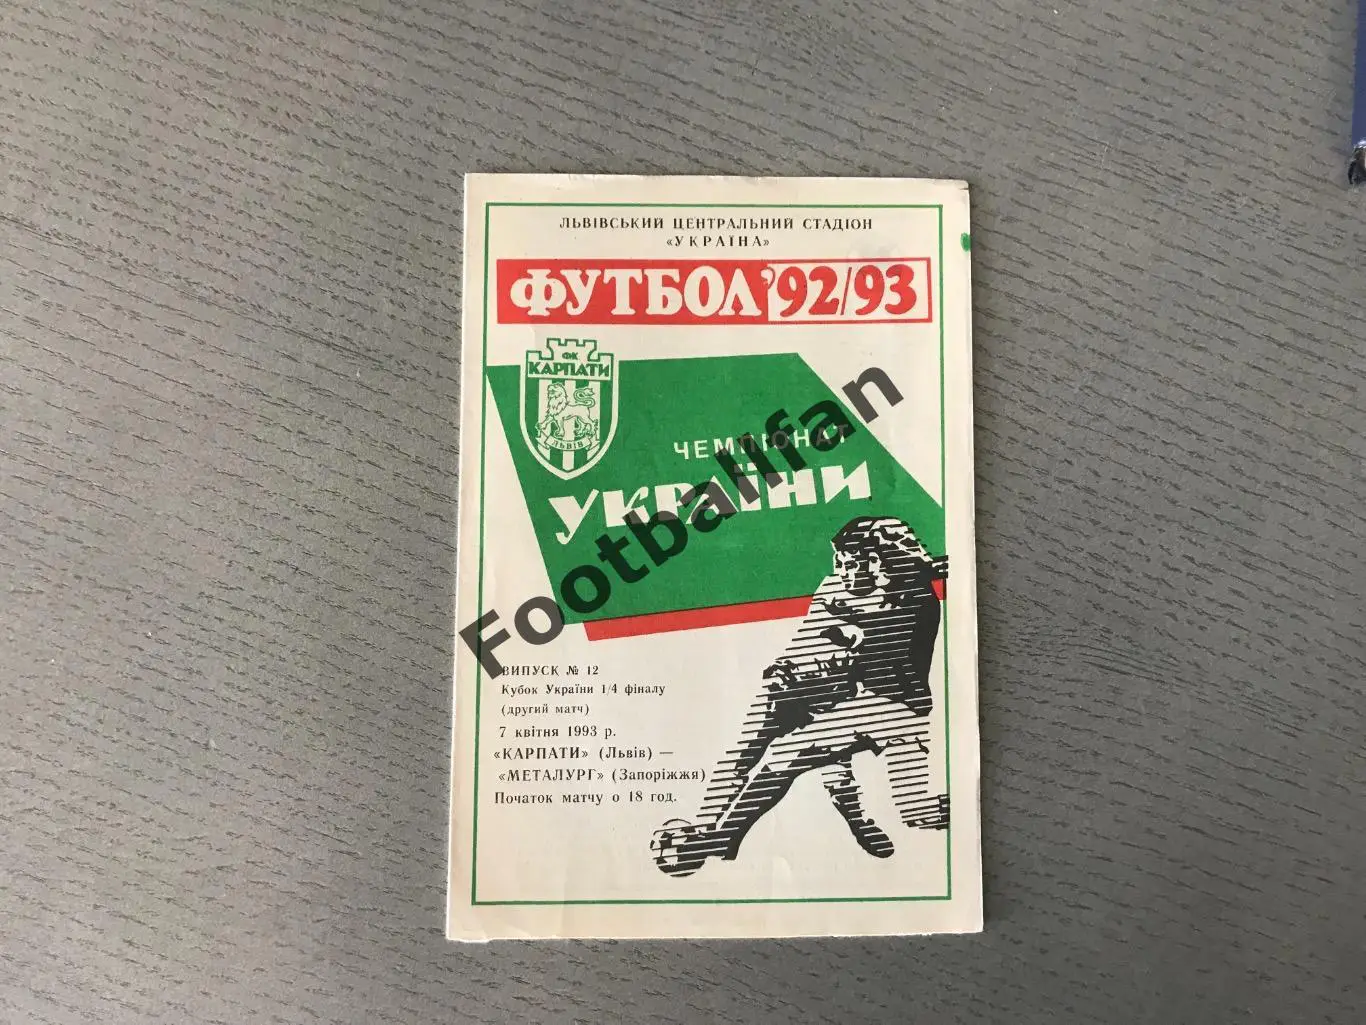 ЛЬВІВСЬКИЙ ЦЕНТРАЛЬНИЙ СТАДІОН
«УКРАЇНА»
ФУТБОЛ '92/93
ФК
КАРПАТИ
ЛЬВІВ
ЧЕМПІОНАТ
УКРАЇНИ
Footballfan
ВИПУСК № 12
Кубок України 1/4 фіналу
(другий матч)
7 квітня 1993 р.
«КАРПАТИ» (Львів) —
«МЕТАЛУРГ» (Запоріжжя)
Початок матчу о 18 год.